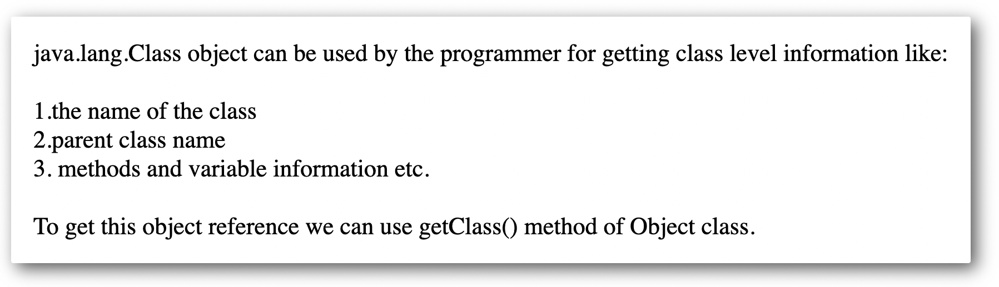 java.lang.Class object can be used by the programmer for getting class level information like:
1.the name of the class
2.parent class name
3. methods and variable information etc.
To get this object reference we can use getClass() method of Object class.